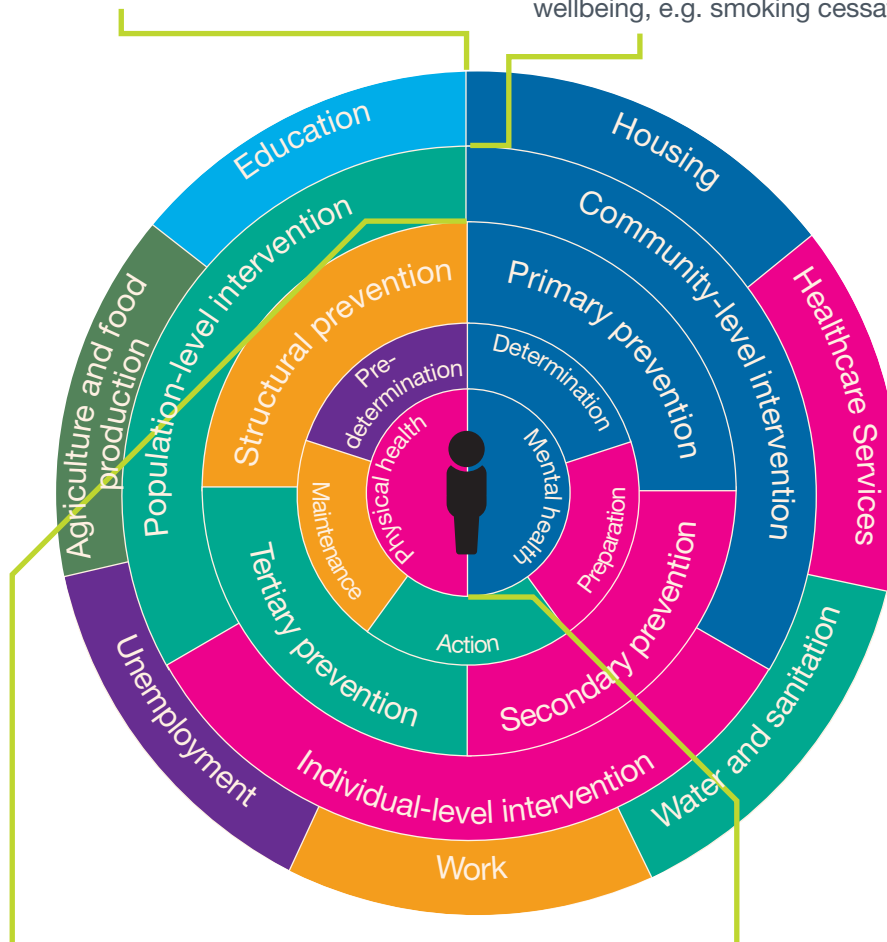 wellbeing, e.g. smoking cessa
Education
Housing
Healthcare Services
Water and sanitation
Work
Unemployment
Agriculture and food
production
Population-level intervention
Community-level intervention
Individual-level intervention
Structural prevention
Primary prevention
Secondary prevention
Tertiary prevention
Pre-
determination
Determination
Preparation
Action
Maintenance
Physical health
Mental health